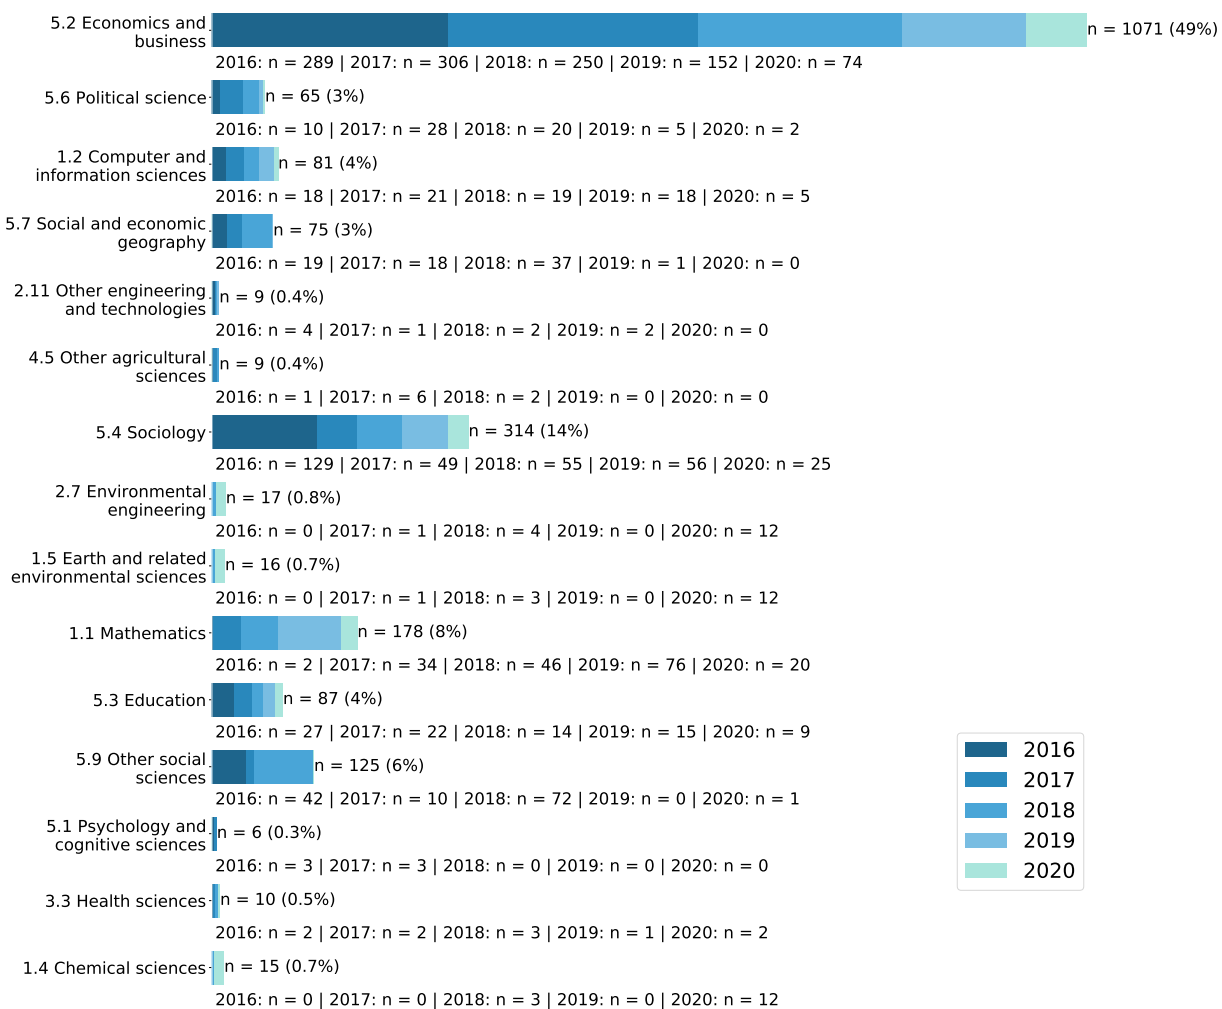 5.2 Economics and
business
n = 1071 (49%)
2016: n = 289 | 2017: n = 306 | 2018: n = 250 | 2019: n = 152 | 2020: n = 74
5.6 Political science
n = 65 (3%)
2016: n = 10 | 2017: n = 28 | 2018: n = 20 | 2019: n = 5 | 2020: n = 2
1.2 Computer and
information sciences
n = 81 (4%)
2016: n = 18 | 2017: n = 21 | 2018: n = 19 | 2019: n = 18 | 2020: n = 5
5.7 Social and economic
geography
n = 75 (3%)
2016: n = 19 | 2017: n = 18 | 2018: n = 37 | 2019: n = 1 | 2020: n = 0
2.11 Other engineering
and technologies
n = 9 (0.4%)
2016: n = 4 | 2017: n = 1 | 2018: n = 2 | 2019: n = 2 | 2020: n = 0
4.5 Other agricultural
sciences
n = 9 (0.4%)
2016: n = 1 | 2017: n = 6 | 2018: n = 2 | 2019: n = 0 | 2020: n = 0
5.4 Sociology
n = 314 (14%)
2016: n = 129 | 2017: n = 49 | 2018: n = 55 | 2019: n = 56 | 2020: n = 25
2.7 Environmental
engineering
n = 17 (0.8%)
2016: n = 0 | 2017: n = 1 | 2018: n = 4 | 2019: n = 0 | 2020: n = 12
1.5 Earth and related
environmental sciences
n = 16 (0.7%)
2016: n = 0 | 2017: n = 1 | 2018: n = 3 | 2019: n = 0 | 2020: n = 12
1.1 Mathematics
n = 178 (8%)
2016: n = 2 | 2017: n = 34 | 2018: n = 46 | 2019: n = 76 | 2020: n = 20
5.3 Education
n = 87 (4%)
2016: n = 27 | 2017: n = 22 | 2018: n = 14 | 2019: n = 15 | 2020: n = 9
5.9 Other social
sciences
n = 125 (6%)
2016: n = 42 | 2017: n = 10 | 2018: n = 72 | 2019: n = 0 | 2020: n = 1
5.1 Psychology and
cognitive sciences
n = 6 (0.3%)
2016: n = 3 | 2017: n = 3 | 2018: n = 0 | 2019: n = 0 | 2020: n = 0
3.3 Health sciences
n = 10 (0.5%)
2016: n = 2 | 2017: n = 2 | 2018: n = 3 | 2019: n = 1 | 2020: n = 2
1.4 Chemical sciences
n = 15 (0.7%)
2016: n = 0 | 2017: n = 0 | 2018: n = 3 | 2019: n = 0 | 2020: n = 12
2016
2017
2018
2019
2020